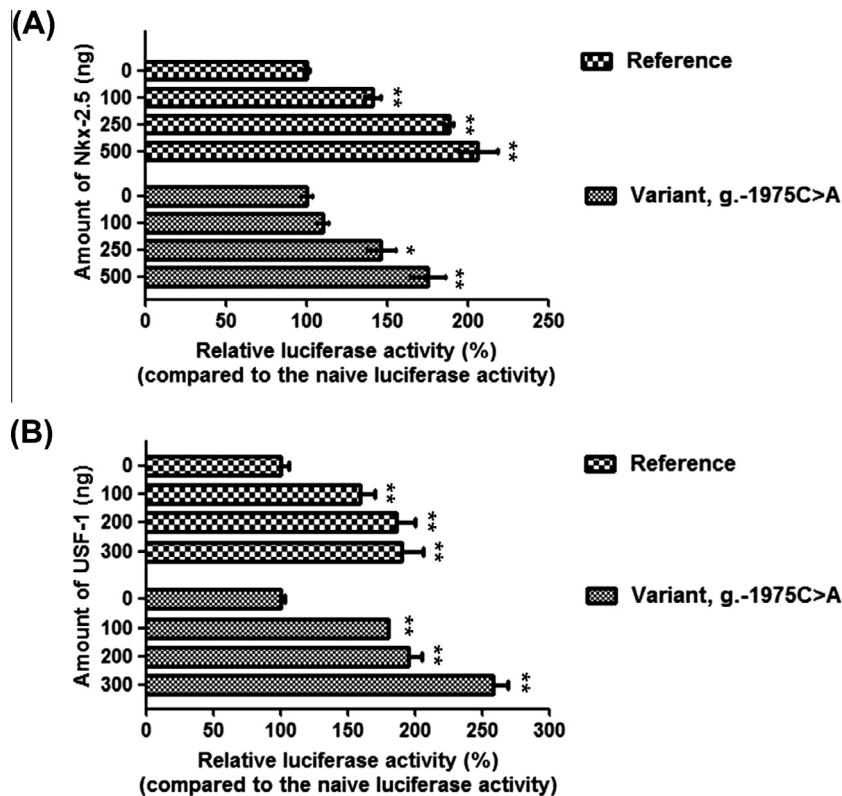 (A)
Amount of Nkx-2.5 (ng)
0
100 **
250 **
500 **
0
100
250 *
500 **
0 50 100 150 200 250
Relative luciferase activity (%)
(compared to the naive luciferase activity)
Reference
Variant, g.-1975C>A
(B)
Amount of USF-1 (ng)
0
100 **
200 **
300 **
0
100 **
200 **
300 **
0 50 100 150 200 250 300
Relative luciferase activity (%)
(compared to the naive luciferase activity)
Reference
Variant, g.-1975C>A